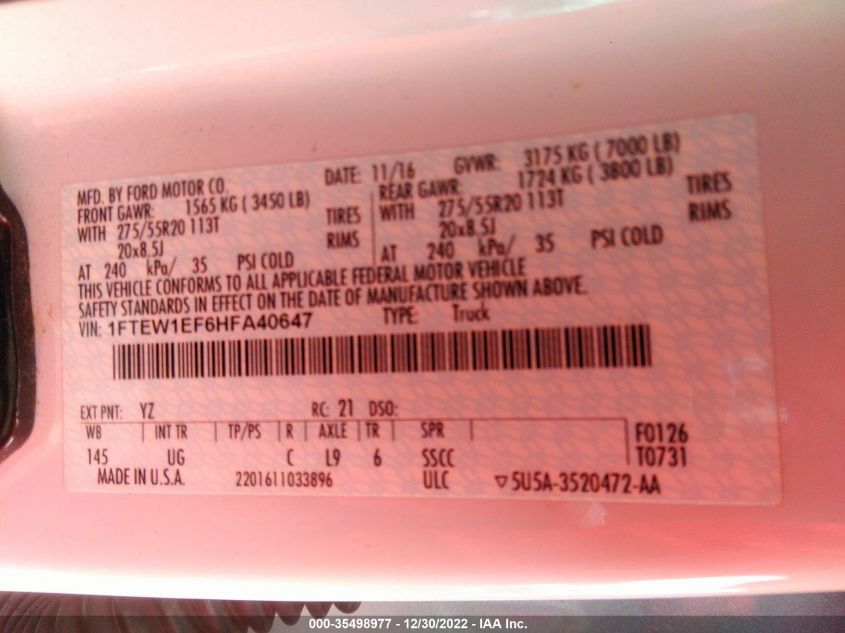 MFD. BY FORD MOTOR CO. DATE: 11/16 GVWR: 3175 KG ( 7000 LB)
FRONT GAWR: 1565 KG ( 3450 LB) REAR GAWR: 1724 KG ( 3800 LB)
WITH 275/55R20 113T TIRES WITH 275/55R20 113T TIRES
20x8.5J RIMS 20x8.5J RIMS
AT 240 kPa/ 35 PSI COLD AT 240 kPa/ 35 PSI COLD
THIS VEHICLE CONFORMS TO ALL APPLICABLE FEDERAL MOTOR VEHICLE
SAFETY STANDARDS IN EFFECT ON THE DATE OF MANUFACTURE SHOWN ABOVE.
VIN: 1FTEW1EF6HFA40647 TYPE: Truck
EXT PNT: YZ RC: 21 DSO:
WB INT TR TP/PS R AXLE TR SPR F0126
145 UG C L9 6 SSCC T0731
MADE IN U.S.A. 2201611033896 ULC ▽5U5A-3520472-AA
000-35498977 - 12/30/2022 - IAA Inc.